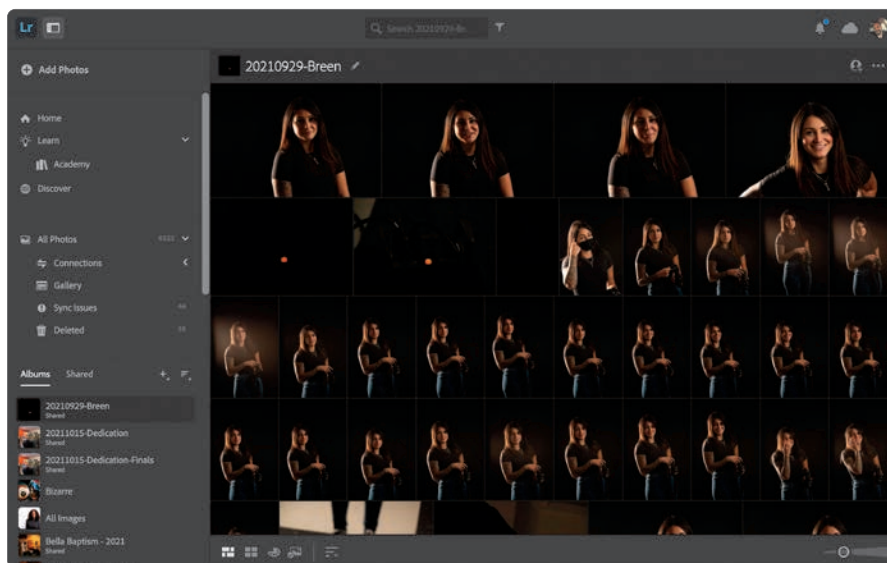 Lr
Search 20210929-Br...
Add Photos
20210929-Breen
Home
Learn
Academy
Discover
All Photos
Connections
Gallery
Sync Issues
Deleted
Albums Shared
20210929-Breen
Shared
20211015-Dedication
Shared
20211015-Dedication-Finals
Shared
Bizarre
All Images
Bella Baptism - 2021
Shared